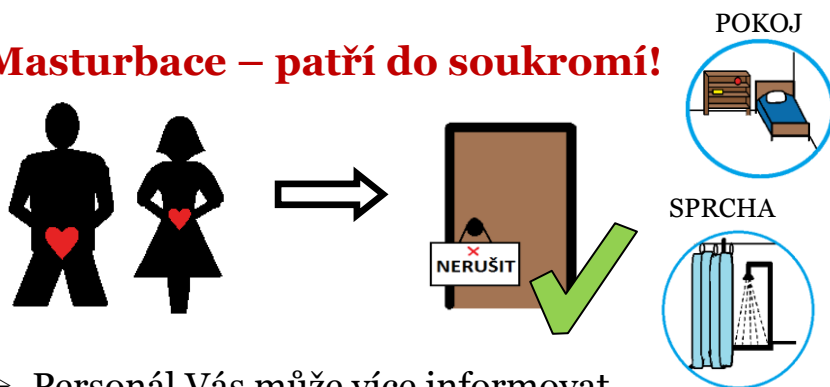 POKOJ
Masturbace – patří do soukromí!
SPRCHA
NERUŠIT
Personál Vás může více informovat